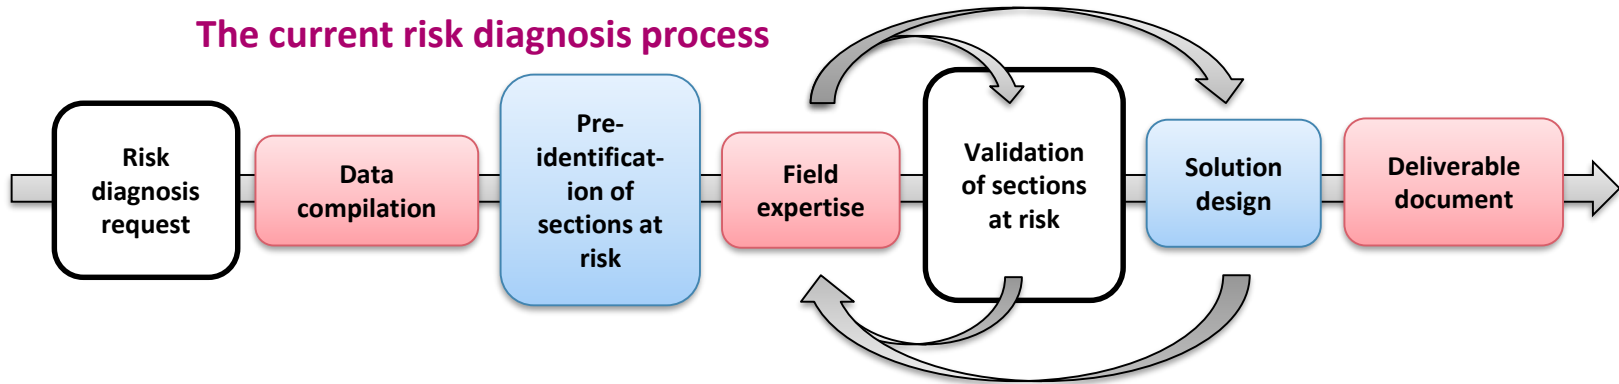 The current risk diagnosis process
Risk
diagnosis
request
Data
compilation
Pre-
identificat-
ion of
sections at
risk
Field
expertise
Validation
of sections
at risk
Solution
design
Deliverable
document